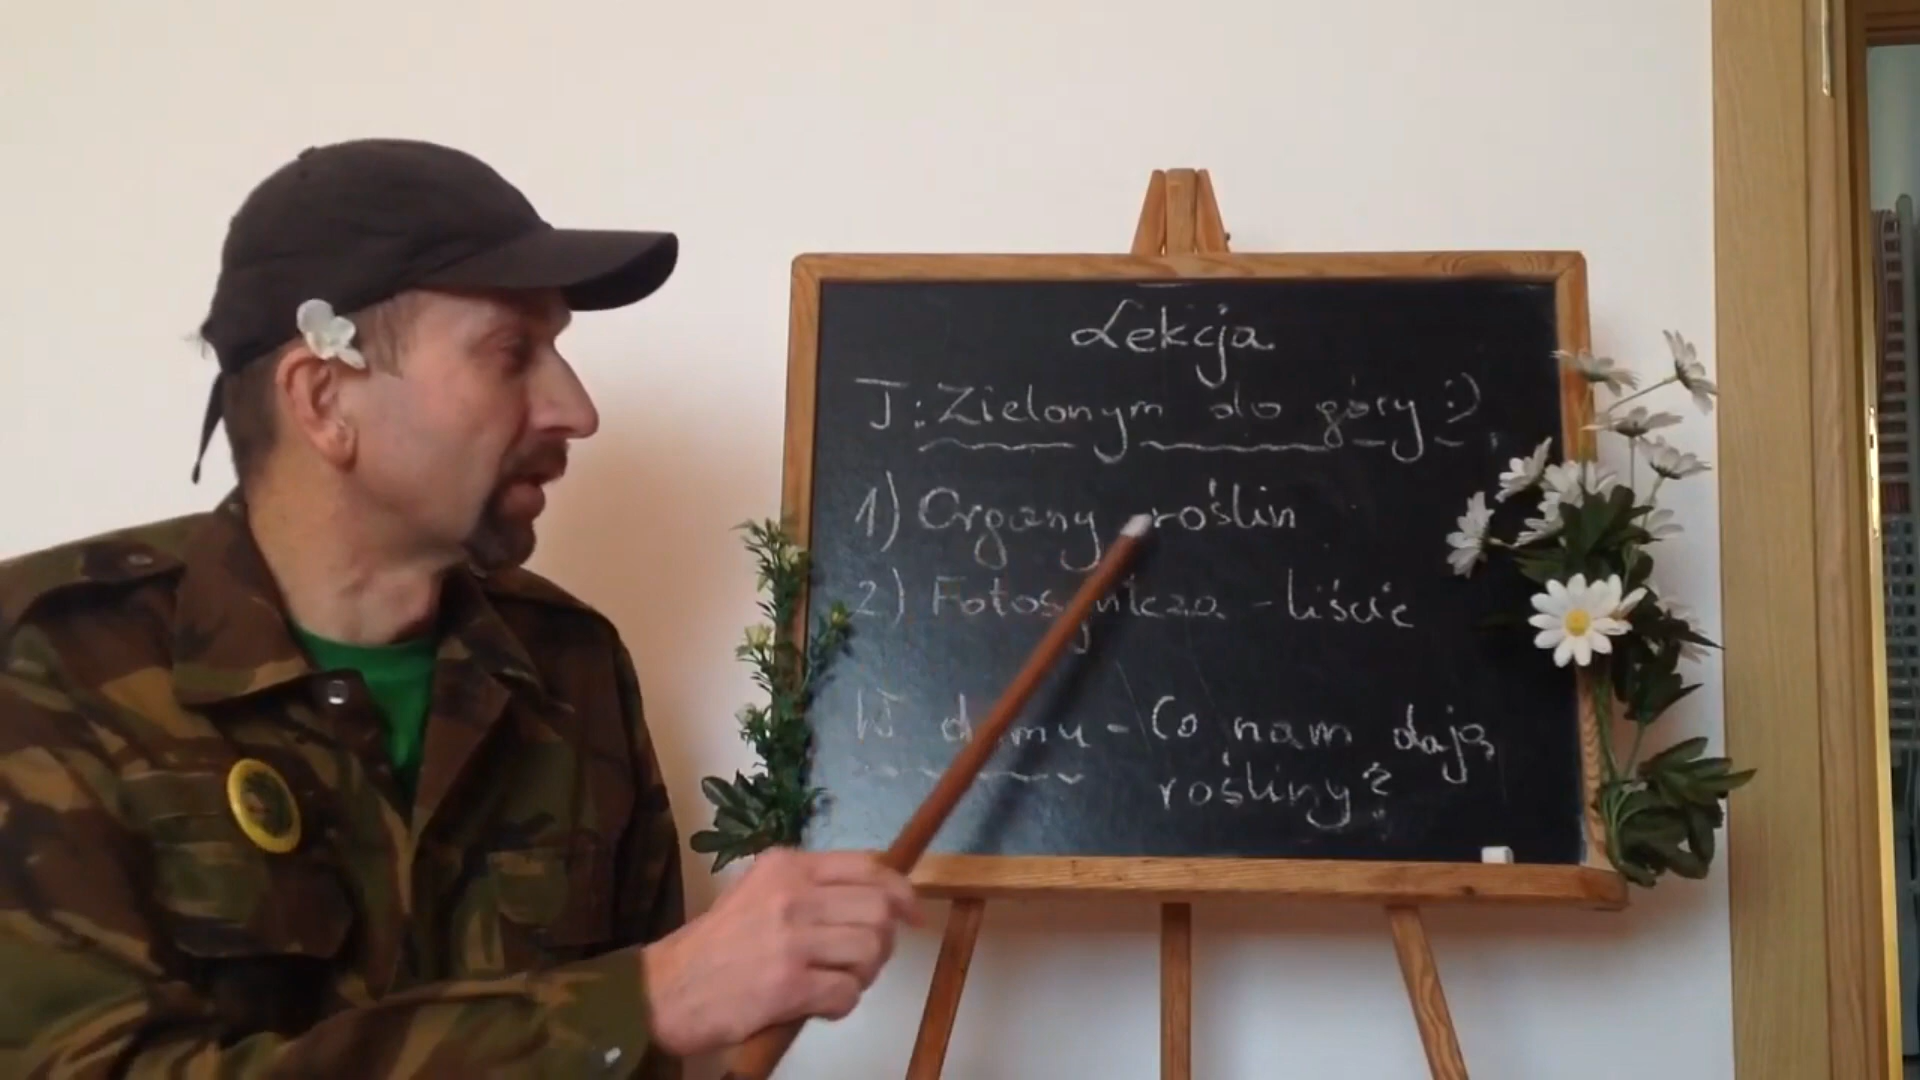 Lekcja
T: Zielonym do góry :)
1) Organy roślin
2) Fotosynteza - liście
W domu - Co nam dają
rośliny?